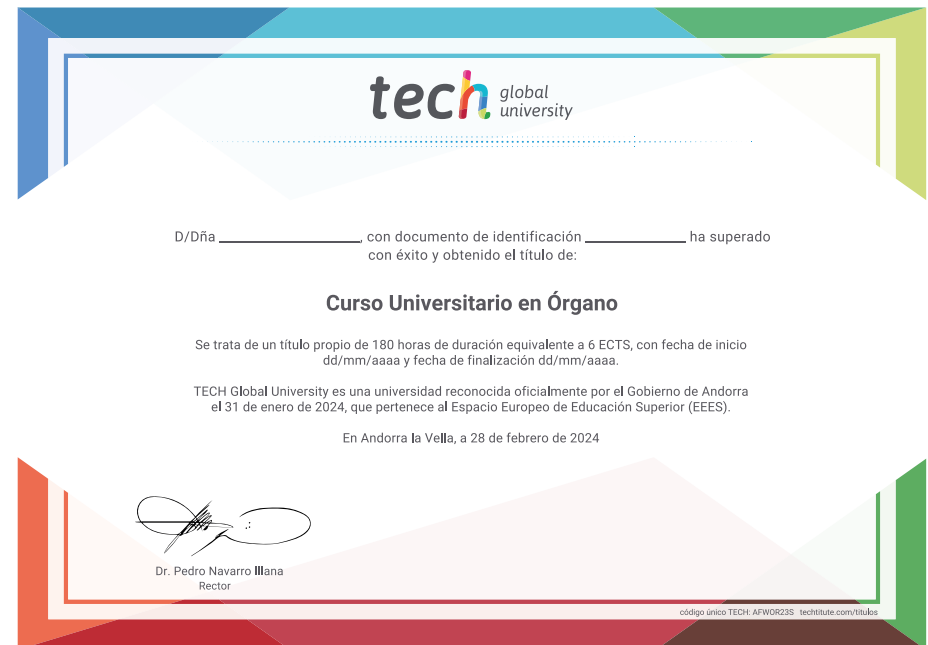 tech global
university
D/Dña ____________________, con documento de identificación ______________ ha superado
con éxito y obtenido el título de:
Curso Universitario en Órgano
Se trata de un título propio de 180 horas de duración equivalente a 6 ECTS, con fecha de inicio
dd/mm/aaaa y fecha de finalización dd/mm/aaaa.
TECH Global University es una universidad reconocida oficialmente por el Gobierno de Andorra
el 31 de enero de 2024, que pertenece al Espacio Europeo de Educación Superior (EEES).
En Andorra la Vella, a 28 de febrero de 2024
Dr. Pedro Navarro Illana
Rector
código único TECH: AFWOR23S techtitute.com/titulos